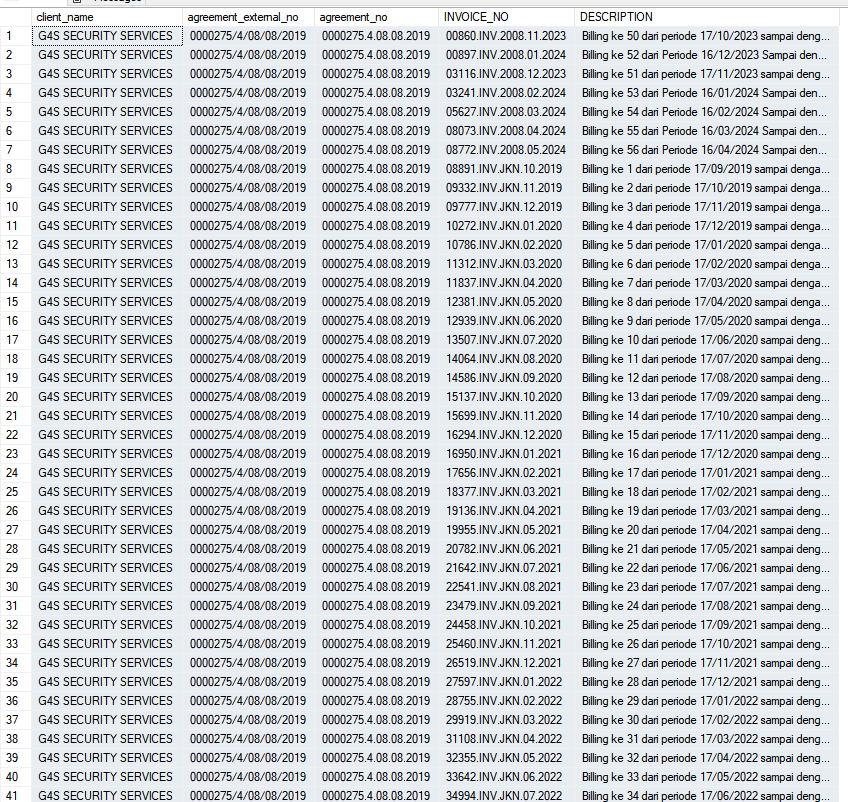 client_name agreement_external_no agreement_no INVOICE_NO DESCRIPTION
1 G4S SECURITY SERVICES 0000275/4/08/08/2019 0000275.4.08.08.2019 00860.INV.2008.11.2023 Billing ke 50 dari periode 17/10/2023 sampai deng...
2 G4S SECURITY SERVICES 0000275/4/08/08/2019 0000275.4.08.08.2019 00897.INV.2008.01.2024 Billing ke 52 dari Periode 16/12/2023 Sampai den...
3 G4S SECURITY SERVICES 0000275/4/08/08/2019 0000275.4.08.08.2019 03116.INV.2008.12.2023 Billing ke 51 dari periode 17/11/2023 sampai deng...
4 G4S SECURITY SERVICES 0000275/4/08/08/2019 0000275.4.08.08.2019 03241.INV.2008.02.2024 Billing ke 53 dari Periode 16/01/2024 Sampai den...
5 G4S SECURITY SERVICES 0000275/4/08/08/2019 0000275.4.08.08.2019 05627.INV.2008.03.2024 Billing ke 54 dari Periode 16/02/2024 Sampai den...
6 G4S SECURITY SERVICES 0000275/4/08/08/2019 0000275.4.08.08.2019 08073.INV.2008.04.2024 Billing ke 55 dari Periode 16/03/2024 Sampai den...
7 G4S SECURITY SERVICES 0000275/4/08/08/2019 0000275.4.08.08.2019 08772.INV.2008.05.2024 Billing ke 56 dari Periode 16/04/2024 Sampai den...
8 G4S SECURITY SERVICES 0000275/4/08/08/2019 0000275.4.08.08.2019 08891.INV.JKN.10.2019 Billing ke 1 dari periode 17/09/2019 sampai denga...
9 G4S SECURITY SERVICES 0000275/4/08/08/2019 0000275.4.08.08.2019 09332.INV.JKN.11.2019 Billing ke 2 dari periode 17/10/2019 sampai denga...
10 G4S SECURITY SERVICES 0000275/4/08/08/2019 0000275.4.08.08.2019 09777.INV.JKN.12.2019 Billing ke 3 dari periode 17/11/2019 sampai denga...
11 G4S SECURITY SERVICES 0000275/4/08/08/2019 0000275.4.08.08.2019 10272.INV.JKN.01.2020 Billing ke 4 dari periode 17/12/2019 sampai denga...
12 G4S SECURITY SERVICES 0000275/4/08/08/2019 0000275.4.08.08.2019 10786.INV.JKN.02.2020 Billing ke 5 dari periode 17/01/2020 sampai denga...
13 G4S SECURITY SERVICES 0000275/4/08/08/2019 0000275.4.08.08.2019 11312.INV.JKN.03.2020 Billing ke 6 dari periode 17/02/2020 sampai denga...
14 G4S SECURITY SERVICES 0000275/4/08/08/2019 0000275.4.08.08.2019 11837.INV.JKN.04.2020 Billing ke 7 dari periode 17/03/2020 sampai denga...
15 G4S SECURITY SERVICES 0000275/4/08/08/2019 0000275.4.08.08.2019 12381.INV.JKN.05.2020 Billing ke 8 dari periode 17/04/2020 sampai denga...
16 G4S SECURITY SERVICES 0000275/4/08/08/2019 0000275.4.08.08.2019 12939.INV.JKN.06.2020 Billing ke 9 dari periode 17/05/2020 sampai denga...
17 G4S SECURITY SERVICES 0000275/4/08/08/2019 0000275.4.08.08.2019 13507.INV.JKN.07.2020 Billing ke 10 dari periode 17/06/2020 sampai deng...
18 G4S SECURITY SERVICES 0000275/4/08/08/2019 0000275.4.08.08.2019 14064.INV.JKN.08.2020 Billing ke 11 dari periode 17/07/2020 sampai deng...
19 G4S SECURITY SERVICES 0000275/4/08/08/2019 0000275.4.08.08.2019 14586.INV.JKN.09.2020 Billing ke 12 dari periode 17/08/2020 sampai deng...
20 G4S SECURITY SERVICES 0000275/4/08/08/2019 0000275.4.08.08.2019 15137.INV.JKN.10.2020 Billing ke 13 dari periode 17/09/2020 sampai deng...
21 G4S SECURITY SERVICES 0000275/4/08/08/2019 0000275.4.08.08.2019 15699.INV.JKN.11.2020 Billing ke 14 dari periode 17/10/2020 sampai deng...
22 G4S SECURITY SERVICES 0000275/4/08/08/2019 0000275.4.08.08.2019 16294.INV.JKN.12.2020 Billing ke 15 dari periode 17/11/2020 sampai deng...
23 G4S SECURITY SERVICES 0000275/4/08/08/2019 0000275.4.08.08.2019 16950.INV.JKN.01.2021 Billing ke 16 dari periode 17/12/2020 sampai deng...
24 G4S SECURITY SERVICES 0000275/4/08/08/2019 0000275.4.08.08.2019 17656.INV.JKN.02.2021 Billing ke 17 dari periode 17/01/2021 sampai deng...
25 G4S SECURITY SERVICES 0000275/4/08/08/2019 0000275.4.08.08.2019 18377.INV.JKN.03.2021 Billing ke 18 dari periode 17/02/2021 sampai deng...
26 G4S SECURITY SERVICES 0000275/4/08/08/2019 0000275.4.08.08.2019 19136.INV.JKN.04.2021 Billing ke 19 dari periode 17/03/2021 sampai deng...
27 G4S SECURITY SERVICES 0000275/4/08/08/2019 0000275.4.08.08.2019 19955.INV.JKN.05.2021 Billing ke 20 dari periode 17/04/2021 sampai deng...
28 G4S SECURITY SERVICES 0000275/4/08/08/2019 0000275.4.08.08.2019 20782.INV.JKN.06.2021 Billing ke 21 dari periode 17/05/2021 sampai deng...
29 G4S SECURITY SERVICES 0000275/4/08/08/2019 0000275.4.08.08.2019 21642.INV.JKN.07.2021 Billing ke 22 dari periode 17/06/2021 sampai deng...
30 G4S SECURITY SERVICES 0000275/4/08/08/2019 0000275.4.08.08.2019 22541.INV.JKN.08.2021 Billing ke 23 dari periode 17/07/2021 sampai deng...
31 G4S SECURITY SERVICES 0000275/4/08/08/2019 0000275.4.08.08.2019 23479.INV.JKN.09.2021 Billing ke 24 dari periode 17/08/2021 sampai deng...
32 G4S SECURITY SERVICES 0000275/4/08/08/2019 0000275.4.08.08.2019 24458.INV.JKN.10.2021 Billing ke 25 dari periode 17/09/2021 sampai deng...
33 G4S SECURITY SERVICES 0000275/4/08/08/2019 0000275.4.08.08.2019 25460.INV.JKN.11.2021 Billing ke 26 dari periode 17/10/2021 sampai deng...
34 G4S SECURITY SERVICES 0000275/4/08/08/2019 0000275.4.08.08.2019 26519.INV.JKN.12.2021 Billing ke 27 dari periode 17/11/2021 sampai deng...
35 G4S SECURITY SERVICES 0000275/4/08/08/2019 0000275.4.08.08.2019 27597.INV.JKN.01.2022 Billing ke 28 dari periode 17/12/2021 sampai deng...
36 G4S SECURITY SERVICES 0000275/4/08/08/2019 0000275.4.08.08.2019 28755.INV.JKN.02.2022 Billing ke 29 dari periode 17/01/2022 sampai deng...
37 G4S SECURITY SERVICES 0000275/4/08/08/2019 0000275.4.08.08.2019 29919.INV.JKN.03.2022 Billing ke 30 dari periode 17/02/2022 sampai deng...
38 G4S SECURITY SERVICES 0000275/4/08/08/2019 0000275.4.08.08.2019 31108.INV.JKN.04.2022 Billing ke 31 dari periode 17/03/2022 sampai deng...
39 G4S SECURITY SERVICES 0000275/4/08/08/2019 0000275.4.08.08.2019 32355.INV.JKN.05.2022 Billing ke 32 dari periode 17/04/2022 sampai deng...
40 G4S SECURITY SERVICES 0000275/4/08/08/2019 0000275.4.08.08.2019 33642.INV.JKN.06.2022 Billing ke 33 dari periode 17/05/2022 sampai deng...
41 G4S SECURITY SERVICES 0000275/4/08/08/2019 0000275.4.08.08.2019 34994.INV.JKN.07.2022 Billing ke 34 dari periode 17/06/2022 sampai deng...